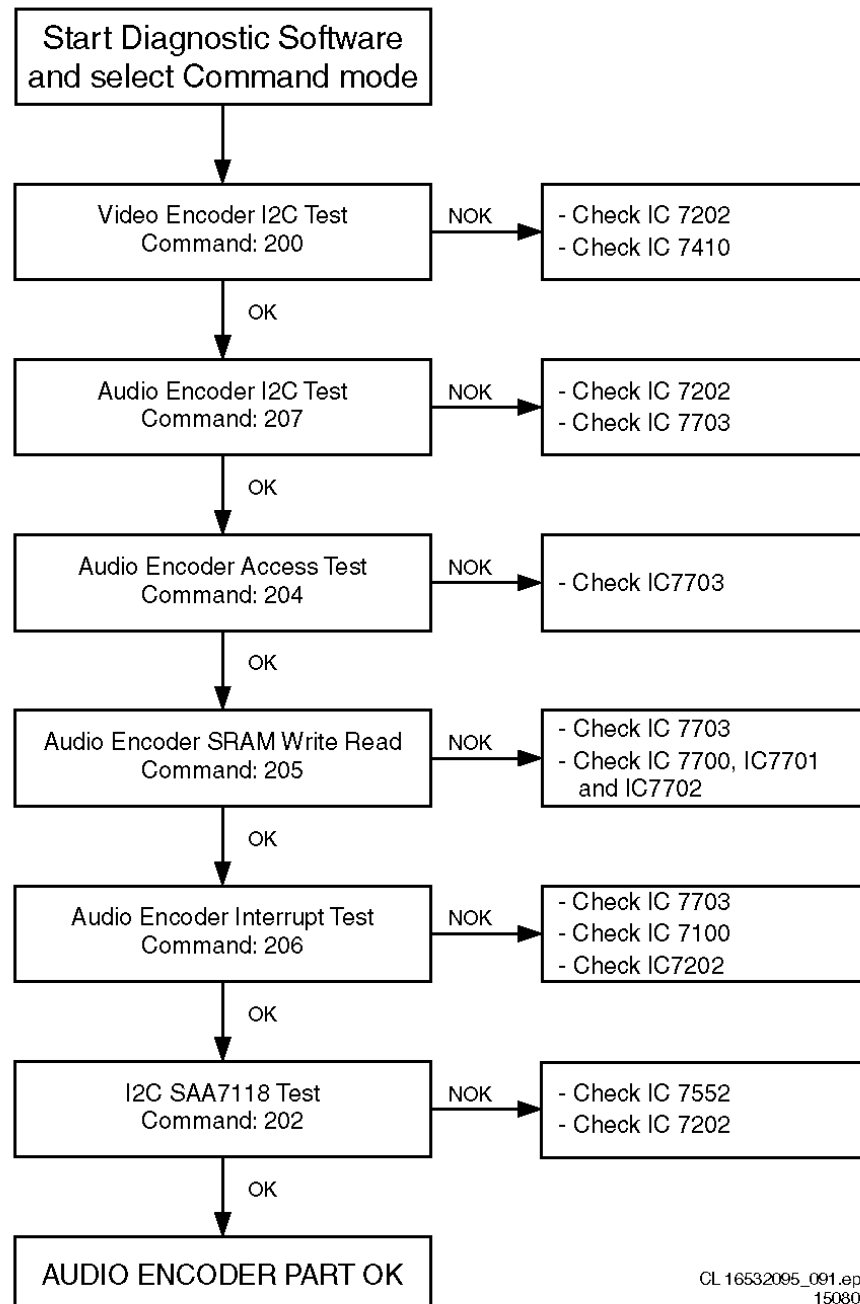 Start Diagnostic Software
and select Command mode
Video Encoder I2C Test
Command: 200
NOK
- Check IC 7202
- Check IC 7410
OK
Audio Encoder I2C Test
Command: 207
NOK
- Check IC 7202
- Check IC 7703
OK
Audio Encoder Access Test
Command: 204
NOK
- Check IC7703
OK
Audio Encoder SRAM Write Read
Command: 205
NOK
- Check IC 7703
- Check IC 7700, IC7701
and IC7702
OK
Audio Encoder Interrupt Test
Command: 206
NOK
- Check IC 7703
- Check IC 7100
- Check IC7202
OK
I2C SAA7118 Test
Command: 202
NOK
- Check IC 7552
- Check IC 7202
OK
AUDIO ENCODER PART OK
CL 16532095_091.ep
15080